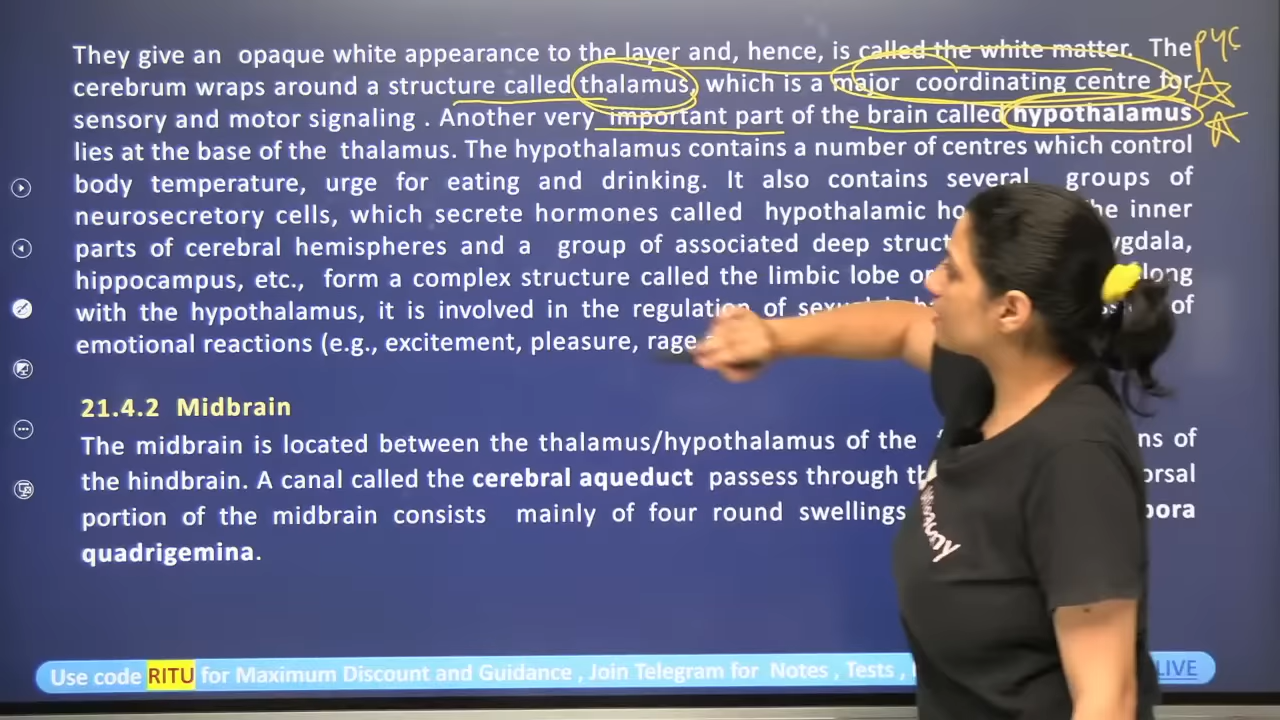 They give an opaque white appearance to the layer and, hence, is called the white matter. The
PYC
cerebrum wraps around a structure called thalamus, which is a major coordinating centre for
sensory and motor signaling . Another very important part of the brain called hypothalamus
lies at the base of the thalamus. The hypothalamus contains a number of centres which control
body temperature, urge for eating and drinking. It also contains several groups of
neurosecretory cells, which secrete hormones called hypothalamic inner
parts of cerebral hemispheres and a group of associated deep
hippocampus, etc., form a complex structure called the limbic lobe
with the hypothalamus, it is involved in the regulation of of
emotional reactions (e.g., excitement, pleasure, rage
21.4.2 Midbrain
The midbrain is located between the thalamus/hypothalamus of the of
the hindbrain. A canal called the cerebral aqueduct passess through
portion of the midbrain consists mainly of four round swellings
quadrigemina.
Use code RITU for Maximum Discount and Guidance , Join Telegram for Notes , Tests , LIVE